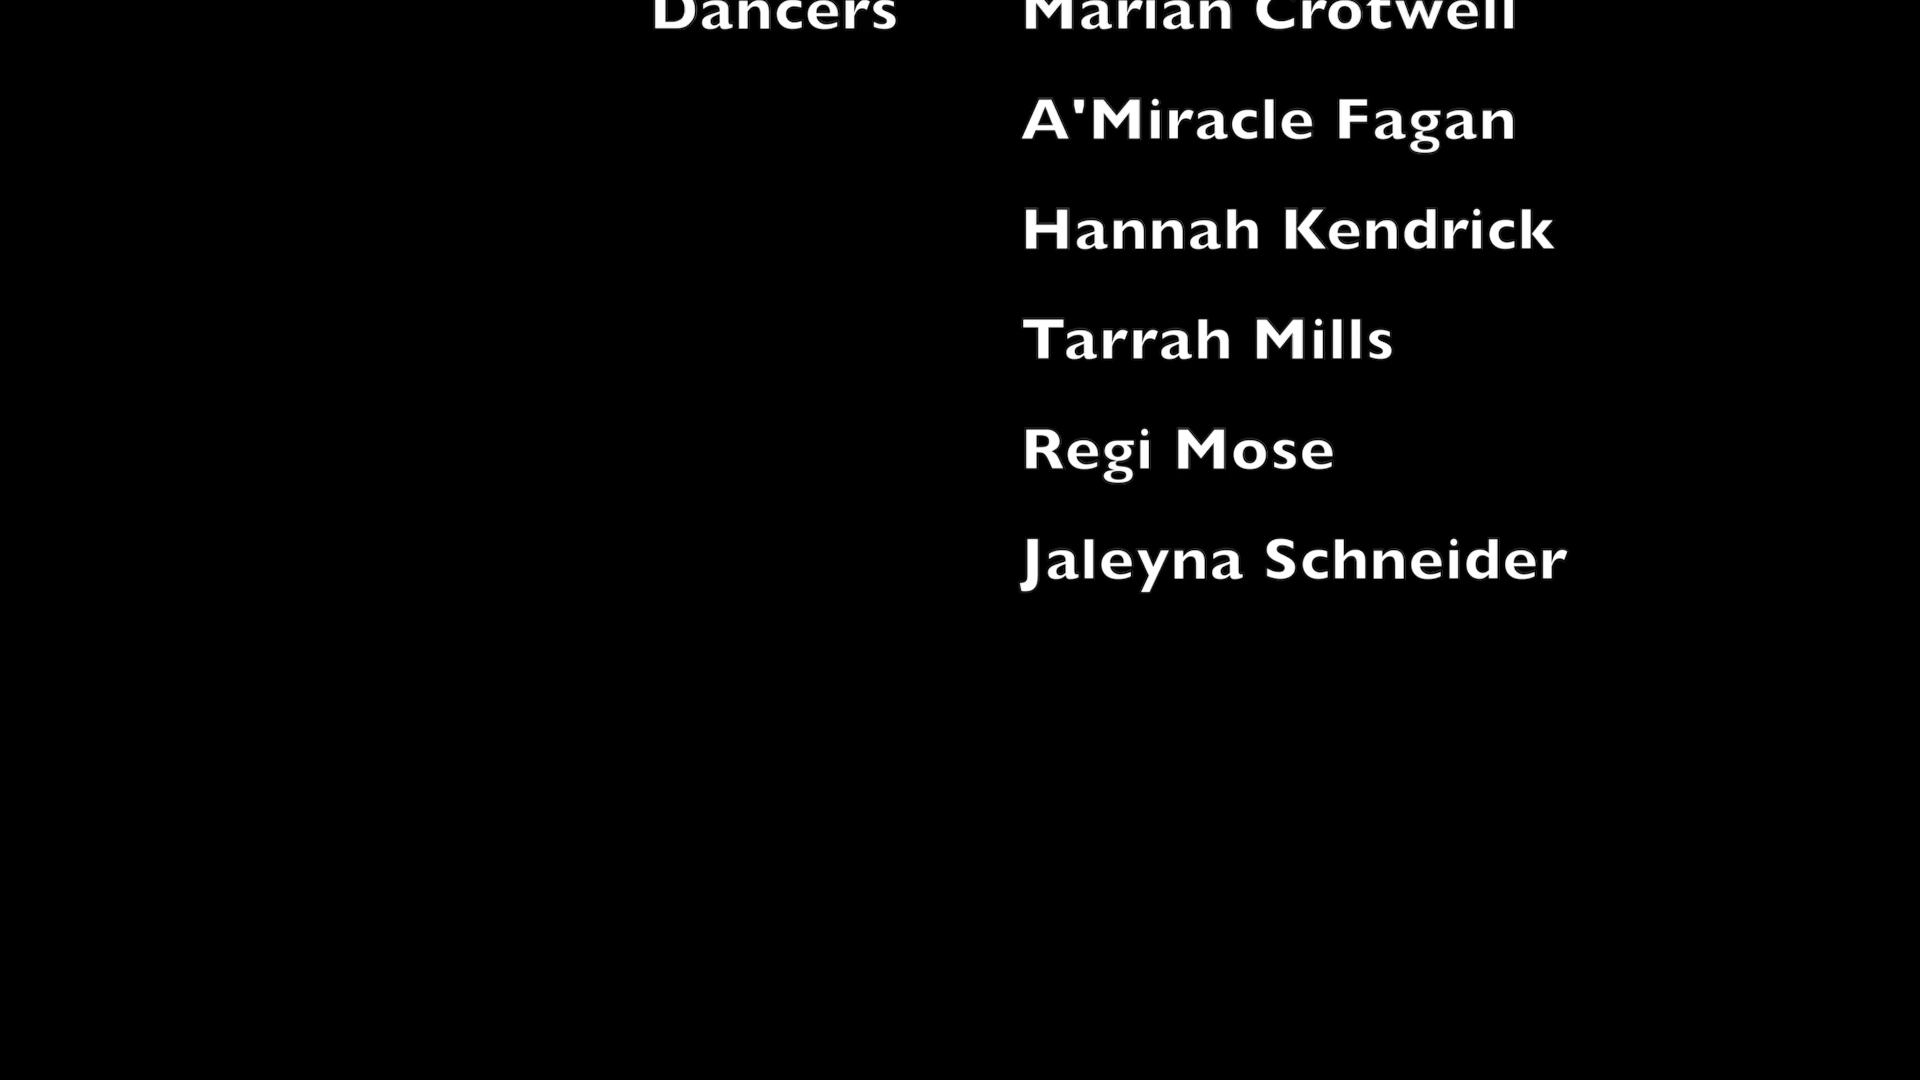 Dancers Marian Crotwell
A'Miracle Fagan
Hannah Kendrick
Tarrah Mills
Regi Mose
Jaleyna Schneider